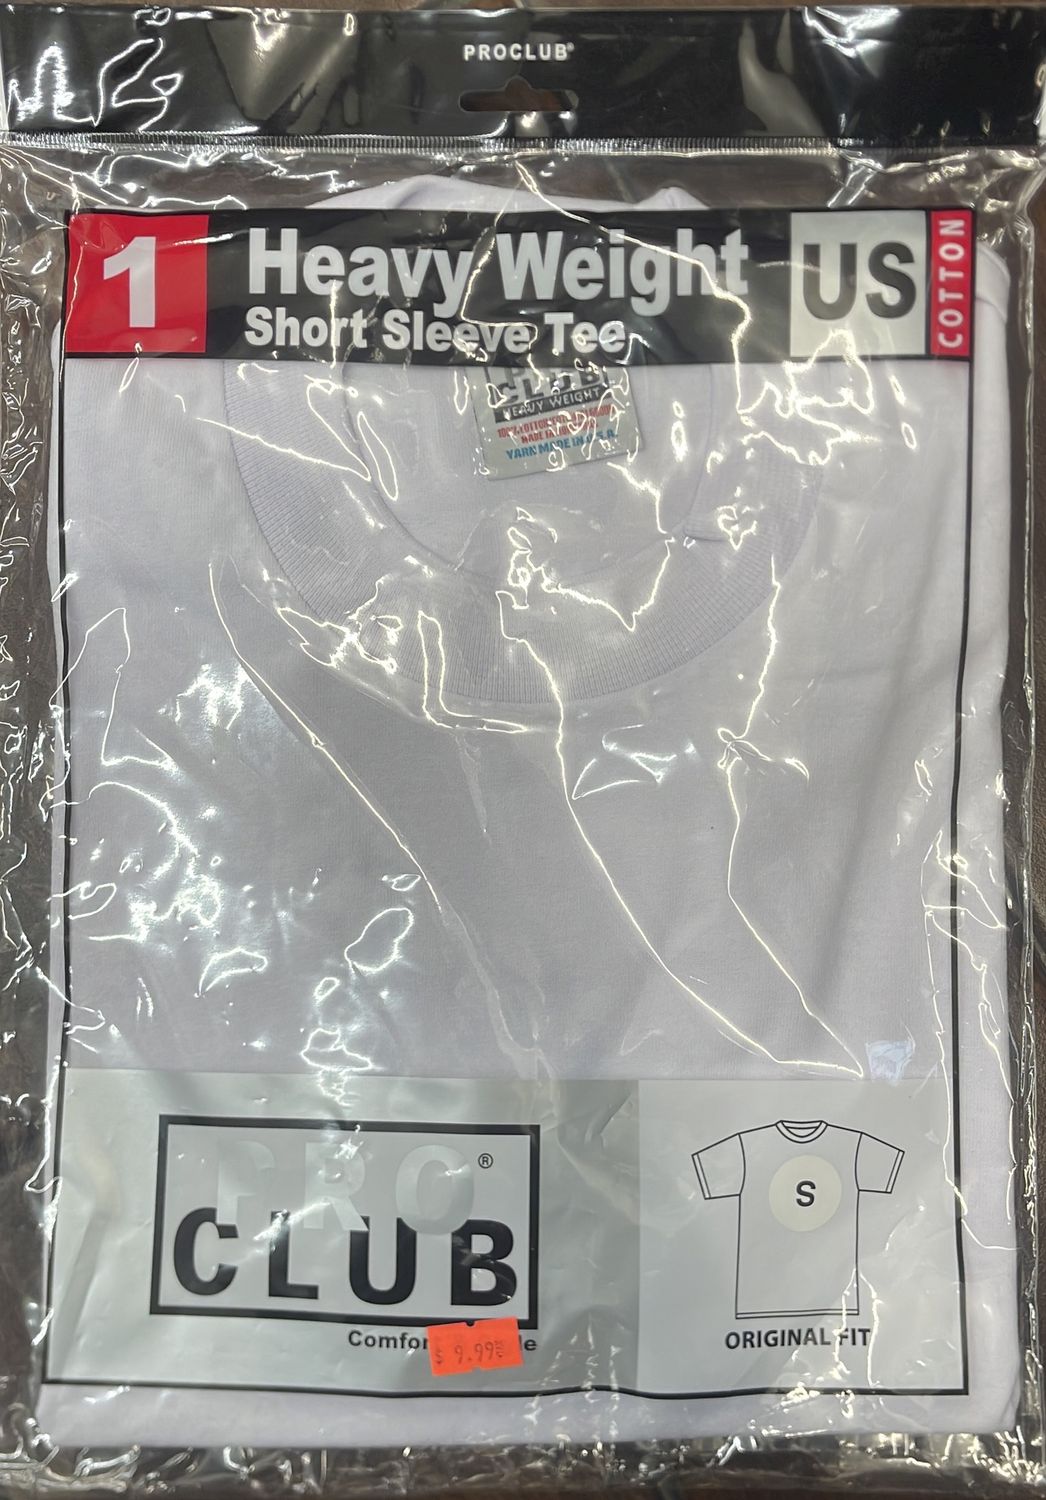 PROCLUB®
1
Heavy Weight
Short Sleeve Tee
US
COTTON
CLUB
HEAVY WEIGHT
YARN MADE IN U.S.A.
PRO®
CLUB
S
ORIGINAL FIT
$ 9.99